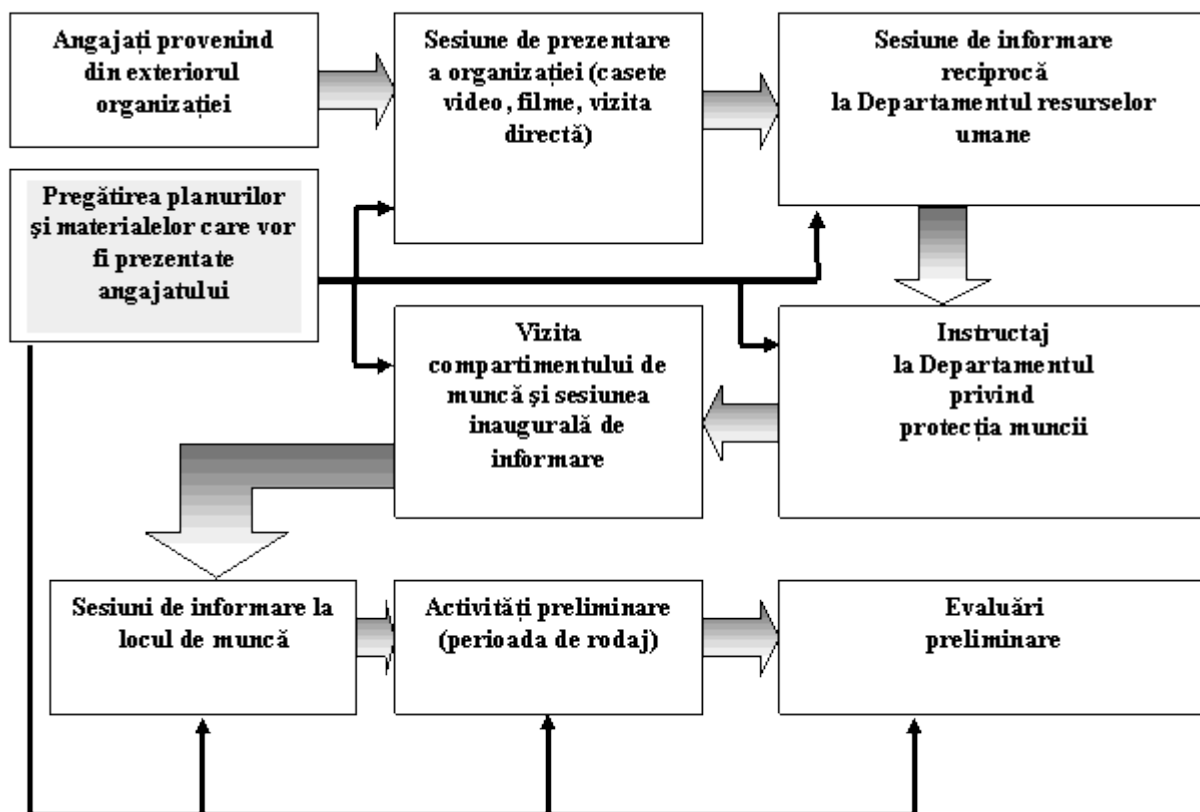 Angajați provenind
din exteriorul
organizației
Sesiune de prezentare
a organizației (casete
video, filme, vizita
directă)
Sesiune de informare
reciprocă
la Departamentul resurselor
umane
Pregătirea planurilor
și materialelor care vor
fi prezentate
angajatului
Vizita
compartimentului de
muncă și sesiunea
inaugurală de
informare
Instructaj
la Departamentul
privind
protecția muncii
Sesiuni de informare la
locul de muncă
Activități preliminare
(perioada de rodaj)
Evaluări
preliminare